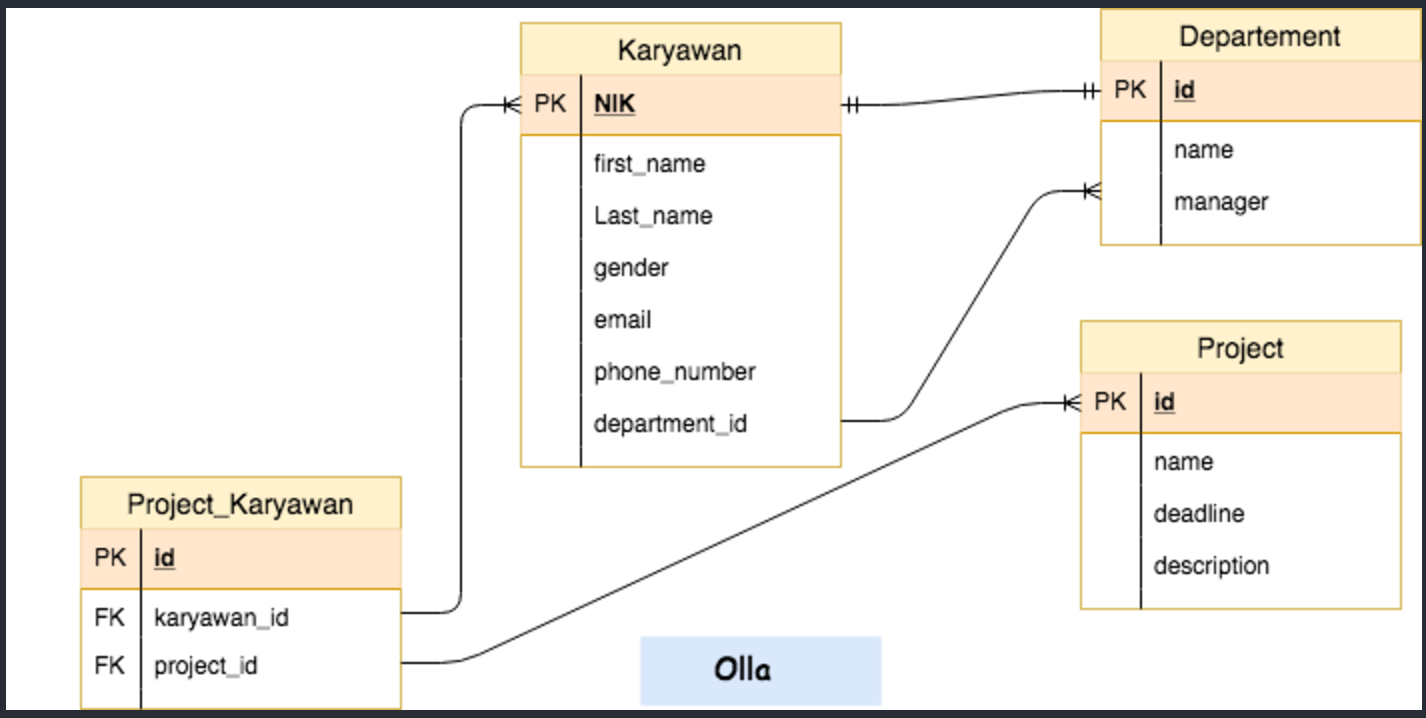 Karyawan
PK NIK
first_name
Last_name
gender
email
phone_number
department_id
Departement
PK id
name
manager
Project
PK id
name
deadline
description
Project_Karyawan
PK id
FK karyawan_id
FK project_id
Olla